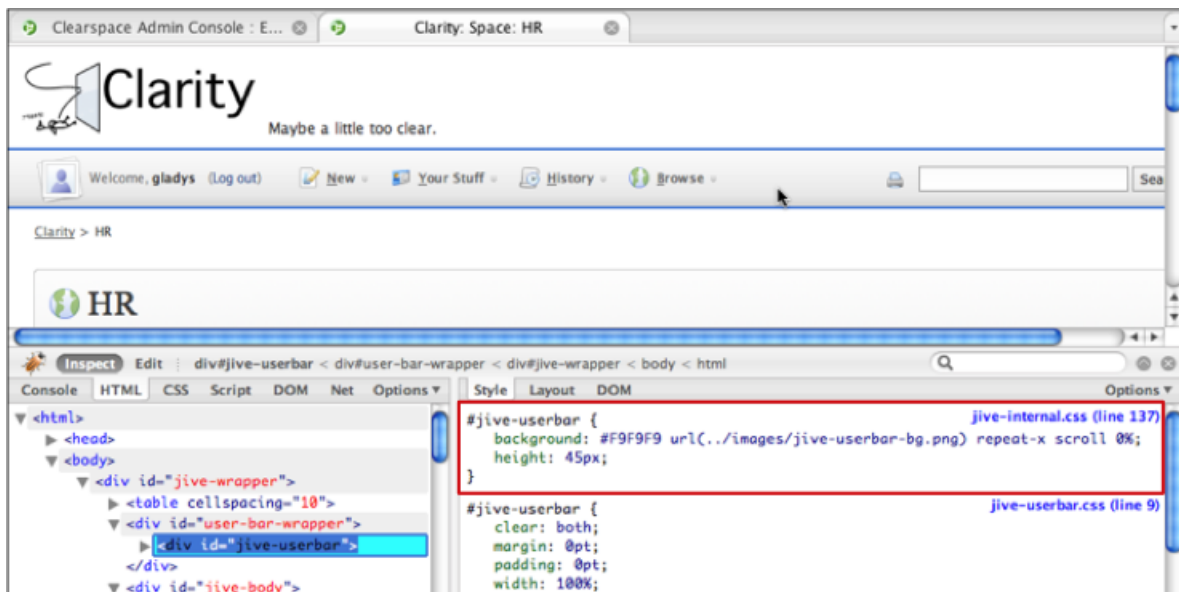 Clearspace Admin Console : E...
Clarity: Space: HR
Clarity
Maybe a little too clear.
Welcome, gladys (Log out) New Your Stuff History Browse Sea
Clarity > HR
HR
Inspect Edit div#jive-userbar < div#user-bar-wrapper < div#jive-wrapper < body < html
Console HTML CSS Script DOM Net Options
Style Layout DOM Options
<html>
<head>
<body>
<div id="jive-wrapper">
<table cellspacing="10">
<div id="user-bar-wrapper">
<div id="jive-userbar">
</div>
<div id="jive-body">
#jive-userbar { jive-internal.css (line 137)
background: #F9F9F9 url(../images/jive-userbar-bg.png) repeat-x scroll 0%;
height: 45px;
}
#jive-userbar { jive-userbar.css (line 9)
clear: both;
margin: 0pt;
padding: 0pt;
width: 100%;